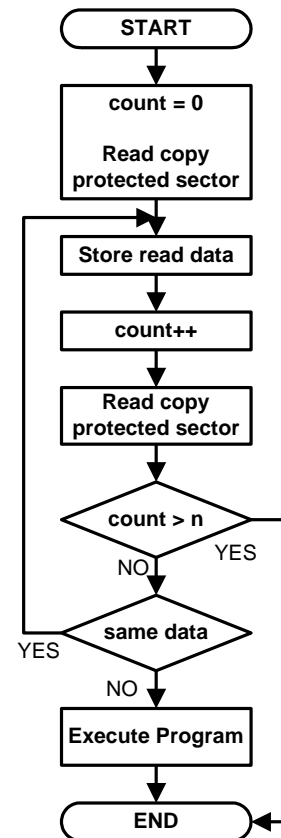 START
count = 0
Read copy
protected sector
Store read data
count++
Read copy
protected sector
count > n
YES
NO
same data
YES
NO
Execute Program
END